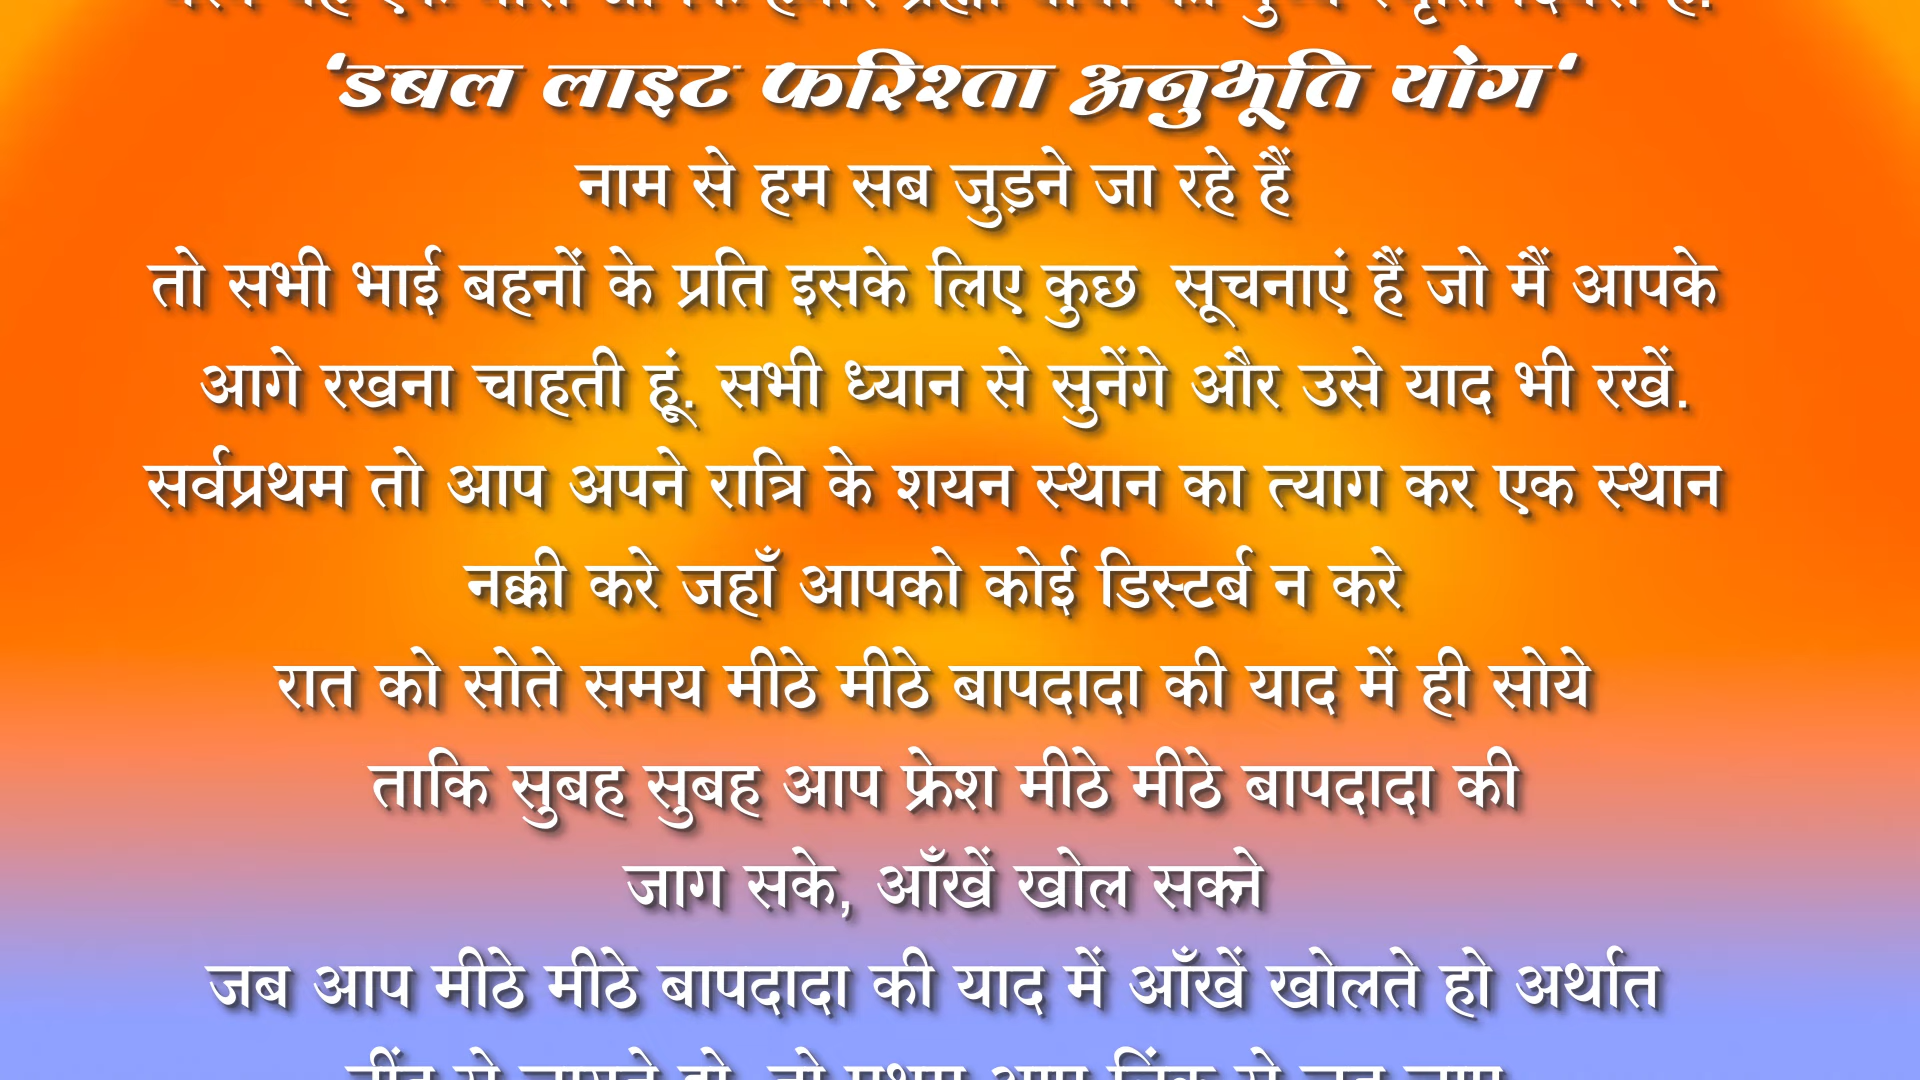 ‘डबल लाइट फरिश्ता अनुभूति योग‘
नाम से हम सब जुड़ने जा रहे हैं
तो सभी भाई बहनों के प्रति इसके लिए कुछ सूचनाएं हैं जो मैं आपके
आगे रखना चाहती हूं. सभी ध्यान से सुनेंगे और उसे याद भी रखें.
सर्वप्रथम तो आप अपने रात्रि के शयन स्थान का त्याग कर एक स्थान
नक्की करे जहाँ आपको कोई डिस्टर्ब न करे
रात को सोते समय मीठे मीठे बापदादा की याद में ही सोये
ताकि सुबह सुबह आप फ्रेश मीठे मीठे बापदादा की
जाग सके, आँखें खोल सक्ने
जब आप मीठे मीठे बापदादा की याद में आँखें खोलते हो अर्थात